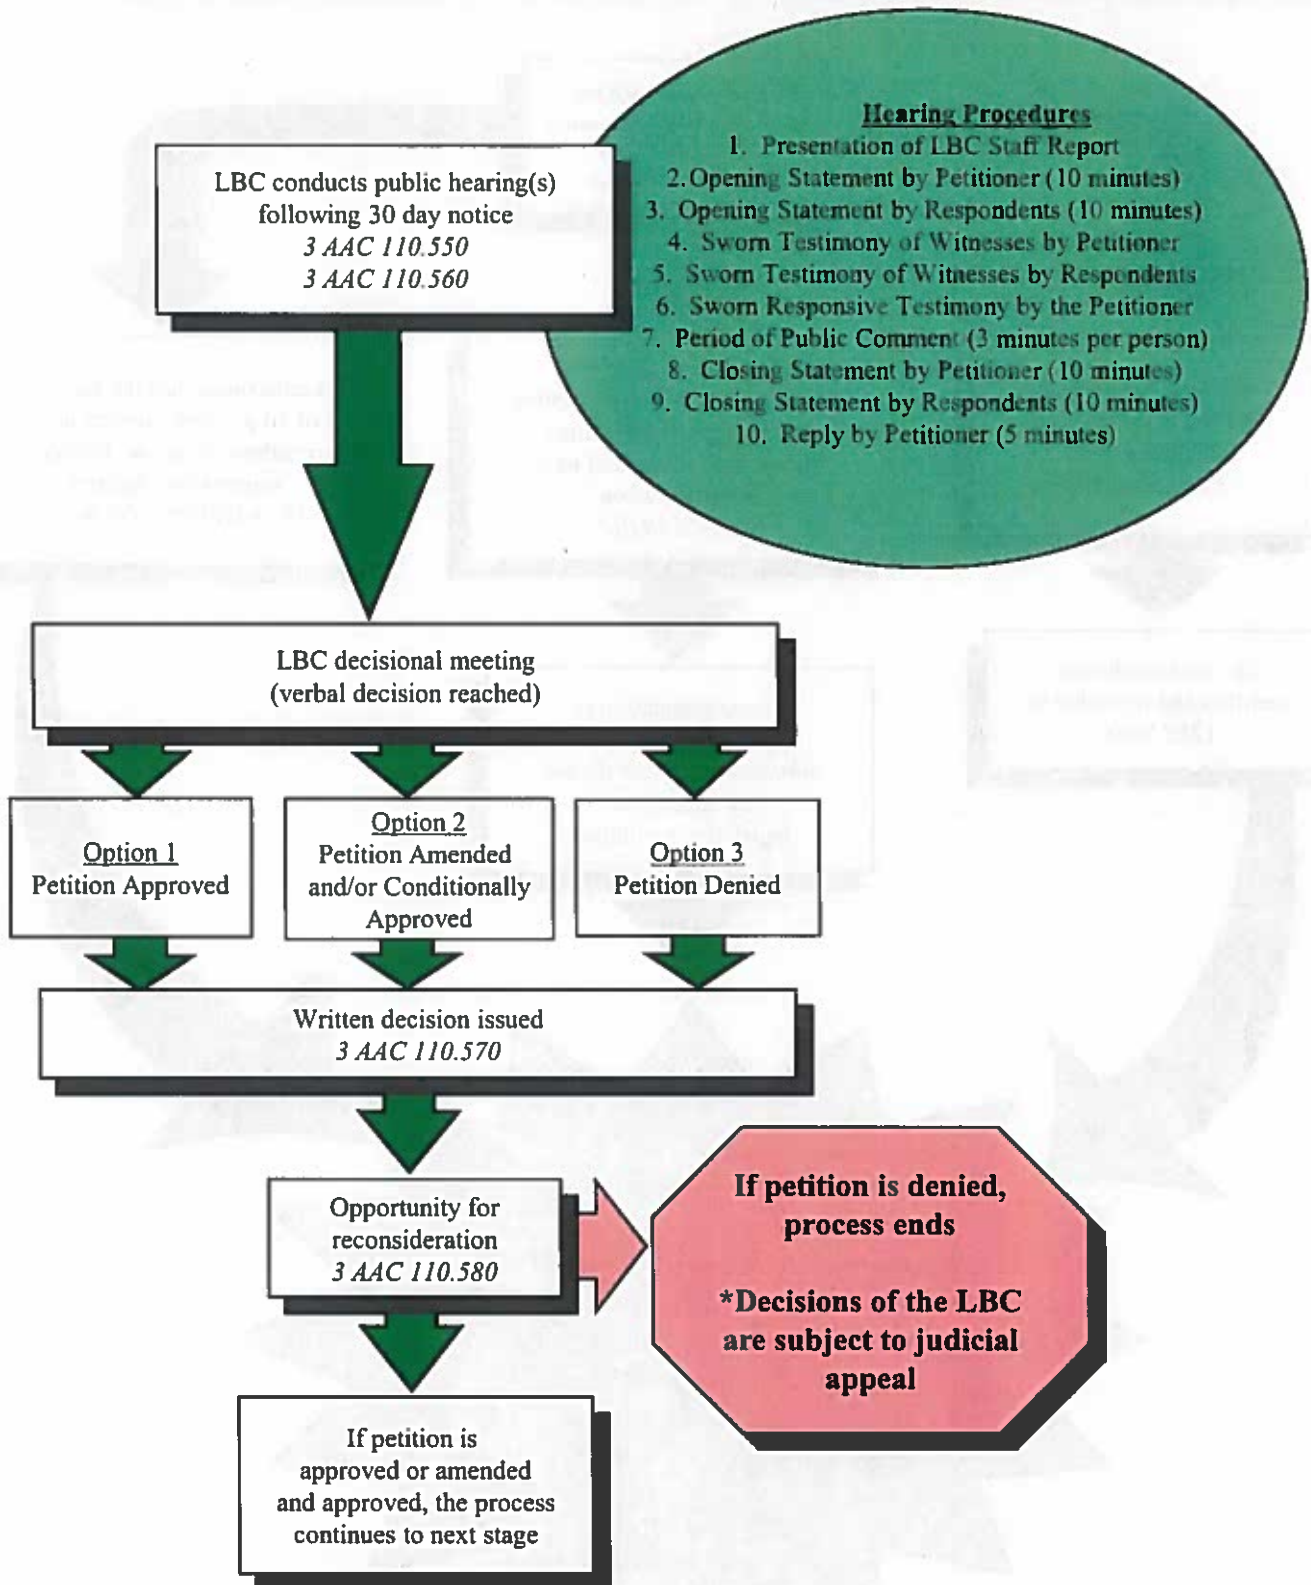 LBC conducts public hearing(s)
following 30 day notice
3 AAC 110.550
3 AAC 110.560
Hearing Procedures
1. Presentation of LBC Staff Report
2. Opening Statement by Petitioner (10 minutes)
3. Opening Statement by Respondents (10 minutes)
4. Sworn Testimony of Witnesses by Petitioner
5. Sworn Testimony of Witnesses by Respondents
6. Sworn Responsive Testimony by the Petitioner
7. Period of Public Comment (3 minutes per person)
8. Closing Statement by Petitioner (10 minutes)
9. Closing Statement by Respondents (10 minutes)
10. Reply by Petitioner (5 minutes)
LBC decisional meeting
(verbal decision reached)
Option 1
Petition Approved
Option 2
Petition Amended
and/or Conditionally
Approved
Option 3
Petition Denied
Written decision issued
3 AAC 110.570
Opportunity for
reconsideration
3 AAC 110.580
If petition is denied,
process ends
*Decisions of the LBC
are subject to judicial
appeal
If petition is
approved or amended
and approved, the process
continues to next stage